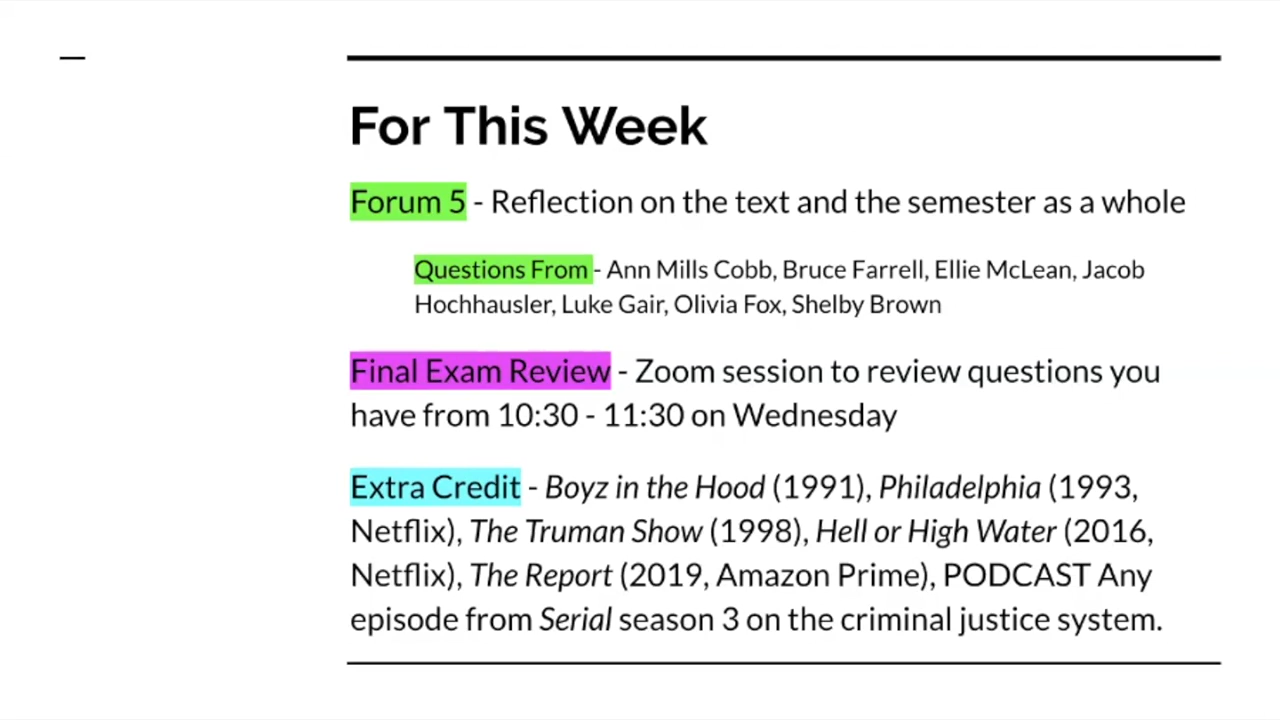 For This Week
Forum 5 - Reflection on the text and the semester as a whole
Questions From - Ann Mills Cobb, Bruce Farrell, Ellie McLean, Jacob
Hochhausler, Luke Gair, Olivia Fox, Shelby Brown
Final Exam Review - Zoom session to review questions you
have from 10:30 - 11:30 on Wednesday
Extra Credit - Boyz in the Hood (1991), Philadelphia (1993,
Netflix), The Truman Show (1998), Hell or High Water (2016,
Netflix), The Report (2019, Amazon Prime), PODCAST Any
episode from Serial season 3 on the criminal justice system.